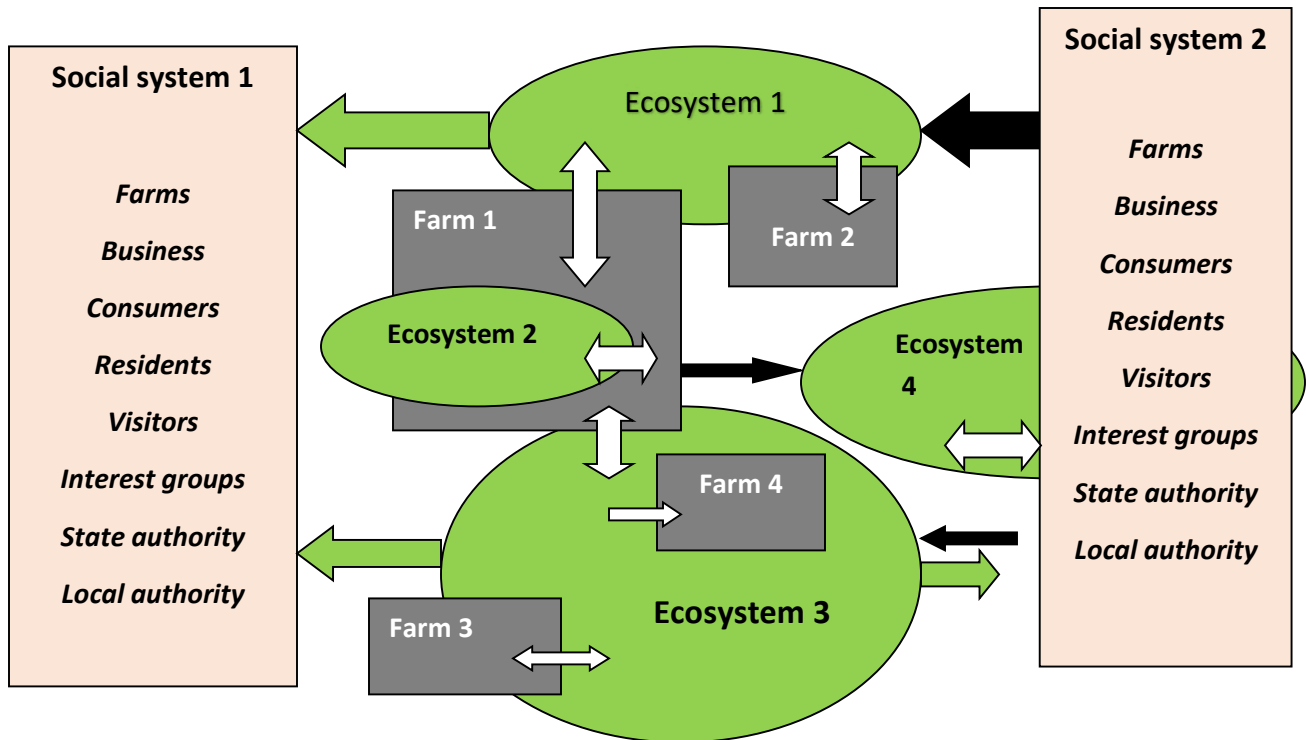 Social system 1
Farms
Business
Consumers
Residents
Visitors
Interest groups
State authority
Local authority
Ecosystem 1
Farm 1
Farm 2
Ecosystem 2
Ecosystem
4
Farm 4
Ecosystem 3
Farm 3
Social system 2
Farms
Business
Consumers
Residents
Visitors
Interest groups
State authority
Local authority